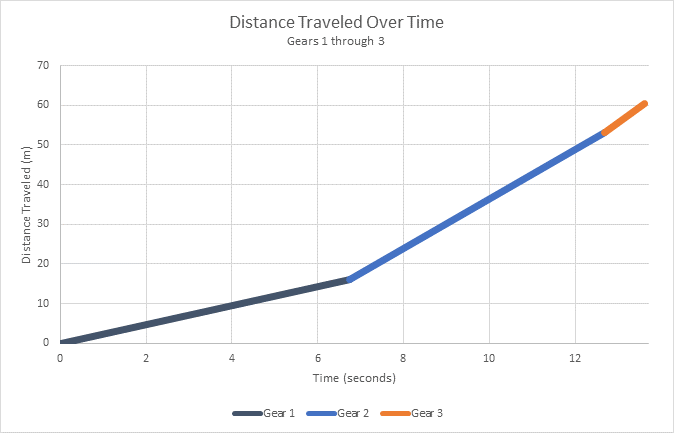 Distance Traveled Over Time
Gears 1 through 3
70
60
50
40
30
20
10
0
Distance Traveled (m)
0 2 4 6 8 10 12
Time (seconds)
Gear 1 Gear 2 Gear 3